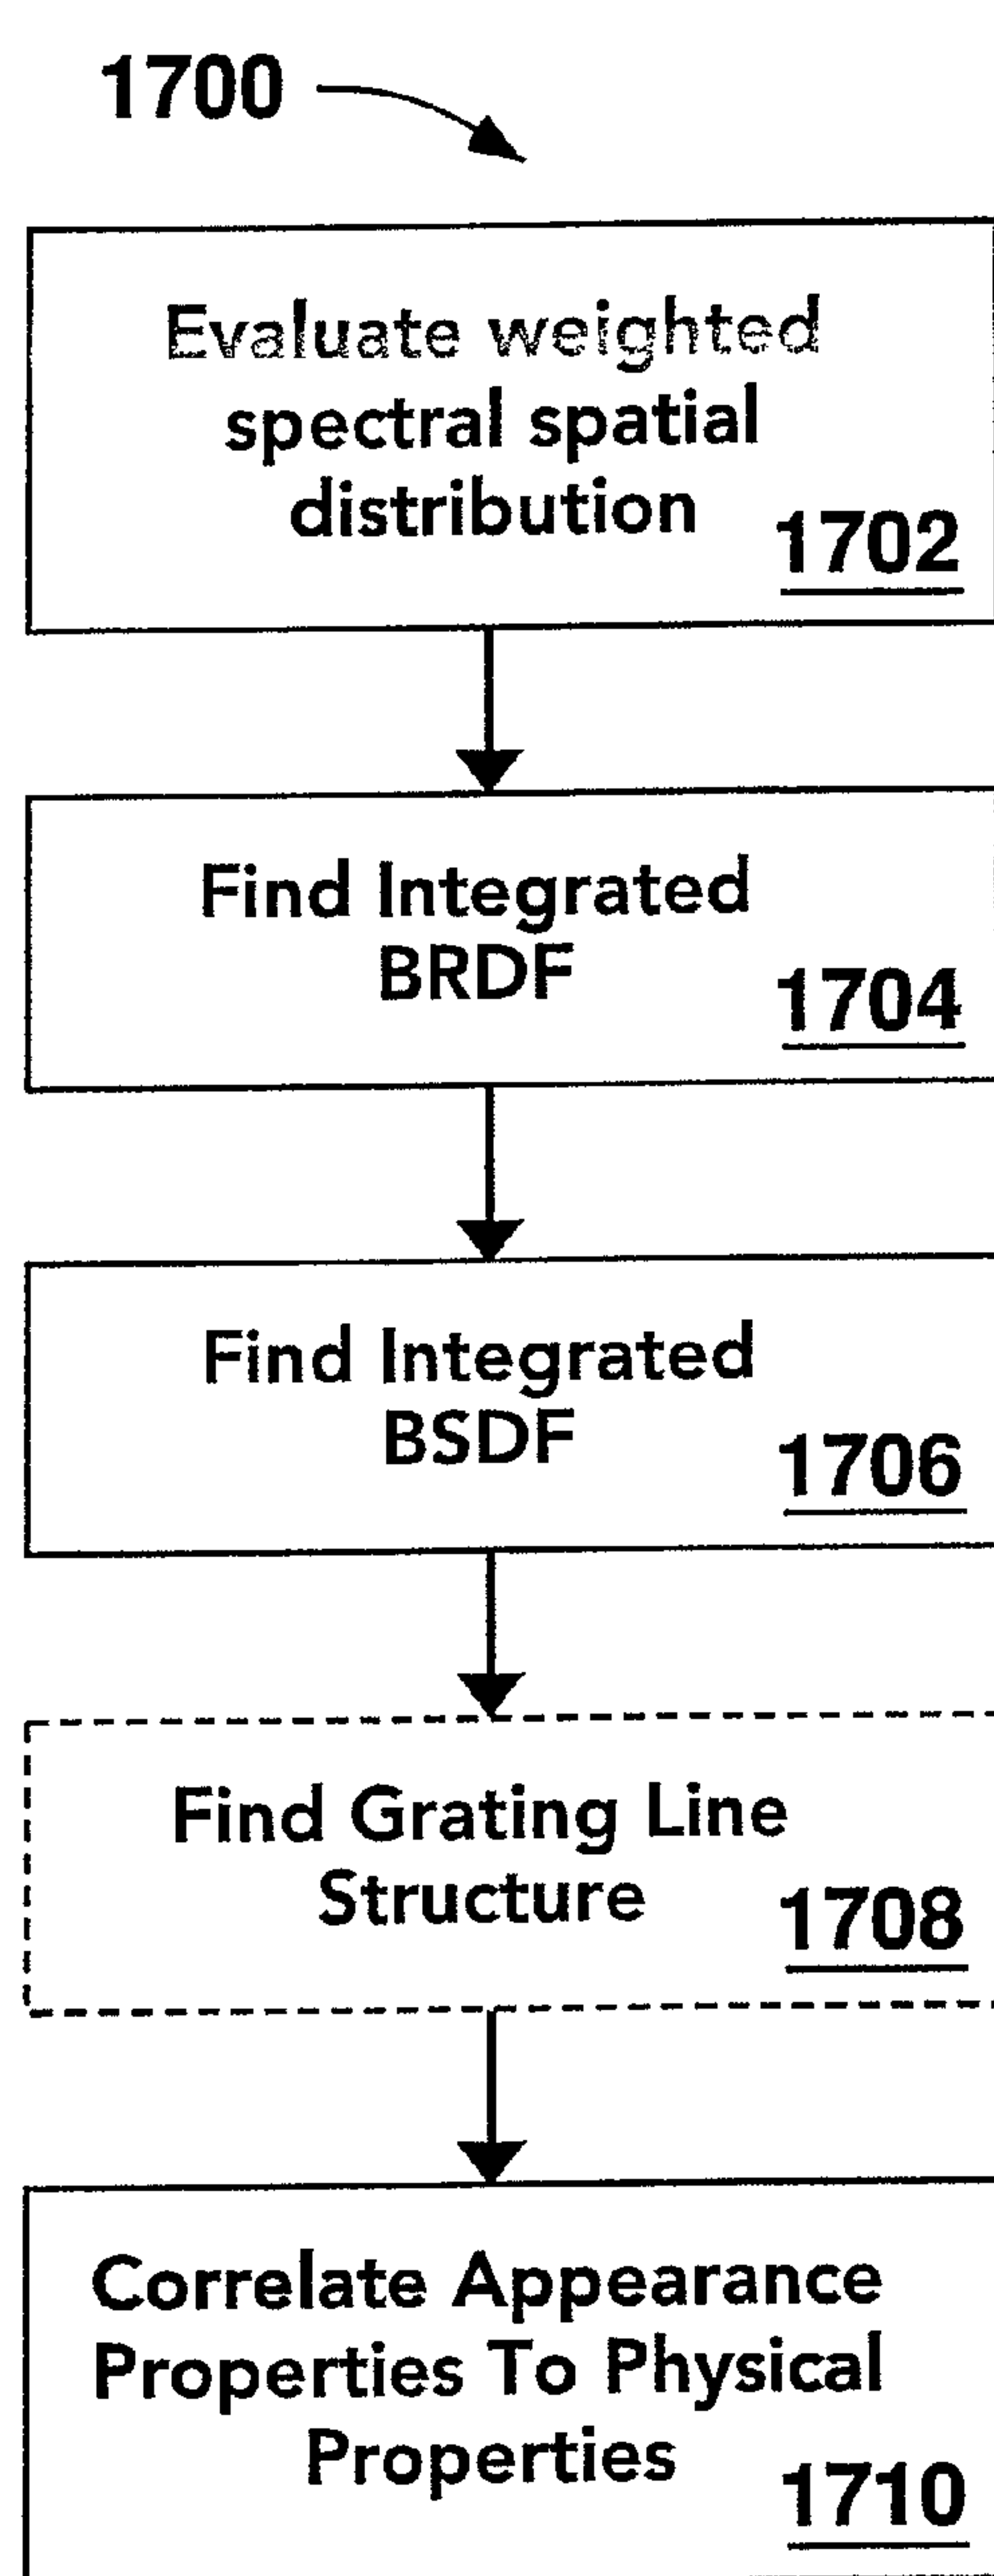 1700
Evaluate weighted
spectral spatial
distribution
1702
Find Integrated
BRDF
1704
Find Integrated
BSDF
1706
Find Grating Line
Structure
1708
Correlate Appearance
Properties To Physical
Properties
1710